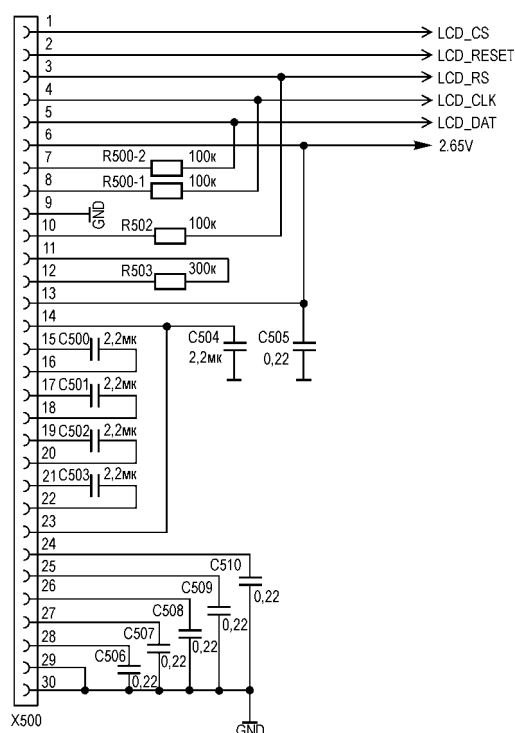 1 LCD_CS
2 LCD_RESET
3 LCD_RS
4 LCD_CLK
5 LCD_DAT
6 2.65V
7 R500-2 100к
8 R500-1 100к
9 GND
10 R502 100к
11
12 R503 300к
13
14 C504 2,2мк C505 0,22
15 C500 2,2мк
16
17 C501 2,2мк
18
19 C502 2,2мк
20
21 C503 2,2мк
22
23
24 C510 0,22
25 C509 0,22
26 C508 0,22
27 C507 0,22
28 C506 0,22
29
30
X500 GND